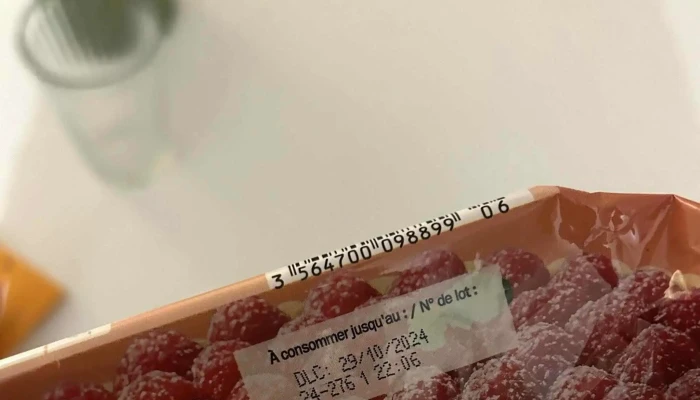 3 564700 098899 06
À consommer jusqu'au : / N° de lot :
DLC: 29/10/2024
24-276 1 22:06